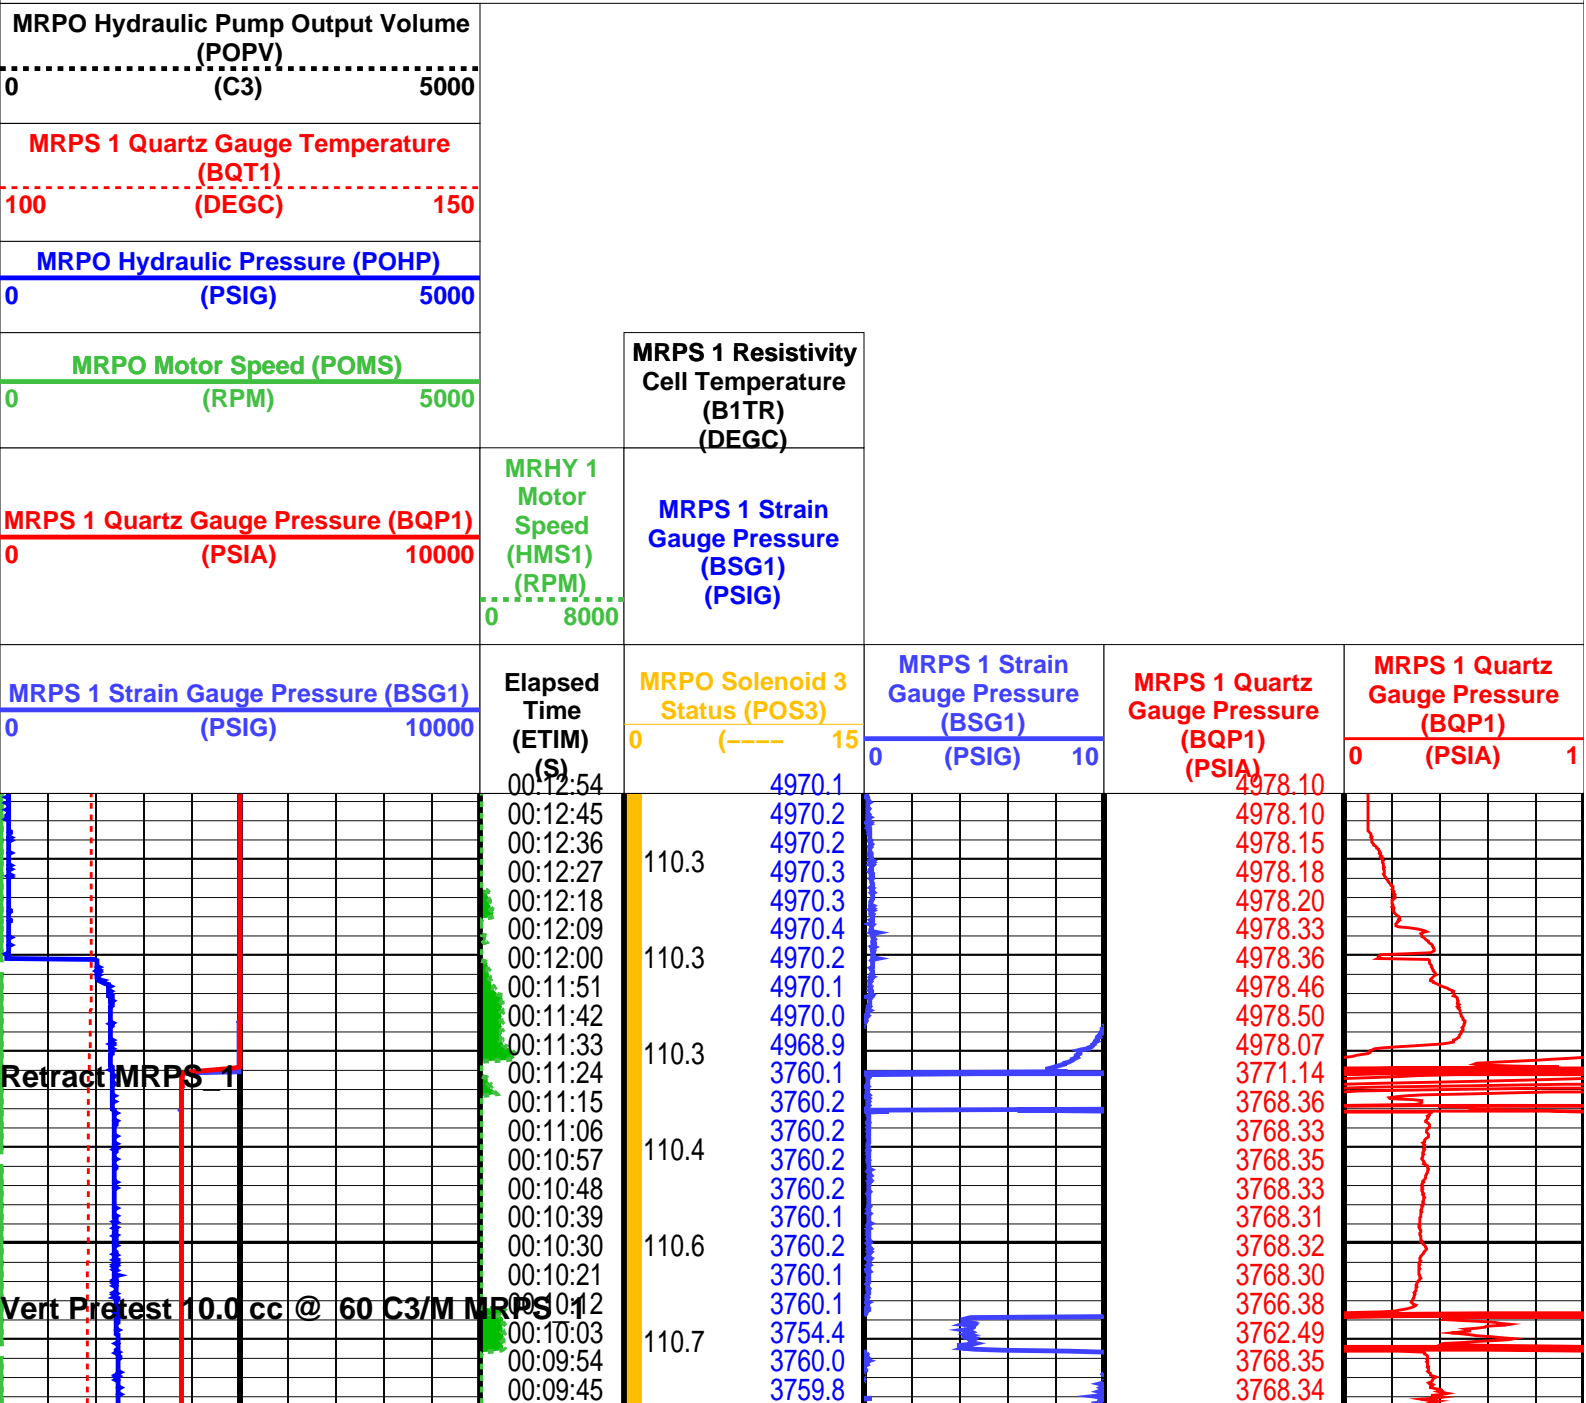 MRPO Hydraulic Pump Output Volume
(POPV)
0 (C3) 5000
MRPS 1 Quartz Gauge Temperature
(BQT1)
100 (DEGC) 150
MRPO Hydraulic Pressure (POHP)
0 (PSIG) 5000
MRPO Motor Speed (POMS)
0 (RPM) 5000
MRPS 1 Resistivity
Cell Temperature
(B1TR)
(DEGC)
MRPS 1 Quartz Gauge Pressure (BQP1)
0 (PSIA) 10000
MRHY 1
Motor
Speed
(HMS1)
(RPM)
0 8000
MRPS 1 Strain
Gauge Pressure
(BSG1)
(PSIG)
MRPS 1 Strain Gauge Pressure (BSG1)
0 (PSIG) 10000
Elapsed
Time
(ETIM)
(S)
MRPO Solenoid 3
Status (POS3)
0 (---- 15
MRPS 1 Strain
Gauge Pressure
(BSG1)
0 (PSIG) 10
MRPS 1 Quartz
Gauge Pressure
(BQP1)
(PSIA)
MRPS 1 Quartz
Gauge Pressure
(BQP1)
0 (PSIA) 1
00:12:54 4970.1 4978.10
00:12:45 4970.2 4978.10
00:12:36 4970.2 4978.15
110.3
00:12:27 4970.3 4978.18
00:12:18 4970.3 4978.20
00:12:09 4970.4 4978.33
00:12:00 110.3 4970.2 4978.36
00:11:51 4970.1 4978.46
00:11:42 4970.0 4978.50
00:11:33 110.3 4968.9 4978.07
Retract MRPS_1
00:11:24 3760.1 3771.14
00:11:15 3760.2 3768.36
00:11:06 3760.2 3768.33
110.4
00:10:57 3760.2 3768.35
00:10:48 3760.2 3768.33
00:10:39 3760.1 3768.31
00:10:30 110.6 3760.2 3768.32
00:10:21 3760.1 3768.30
Vert Pretest 10.0 cc @ 60 C3/M MRPS_1
00:10:12 3760.1 3766.38
00:10:03 110.7 3754.4 3762.49
00:09:54 3760.0 3768.35
00:09:45 3759.8 3768.34